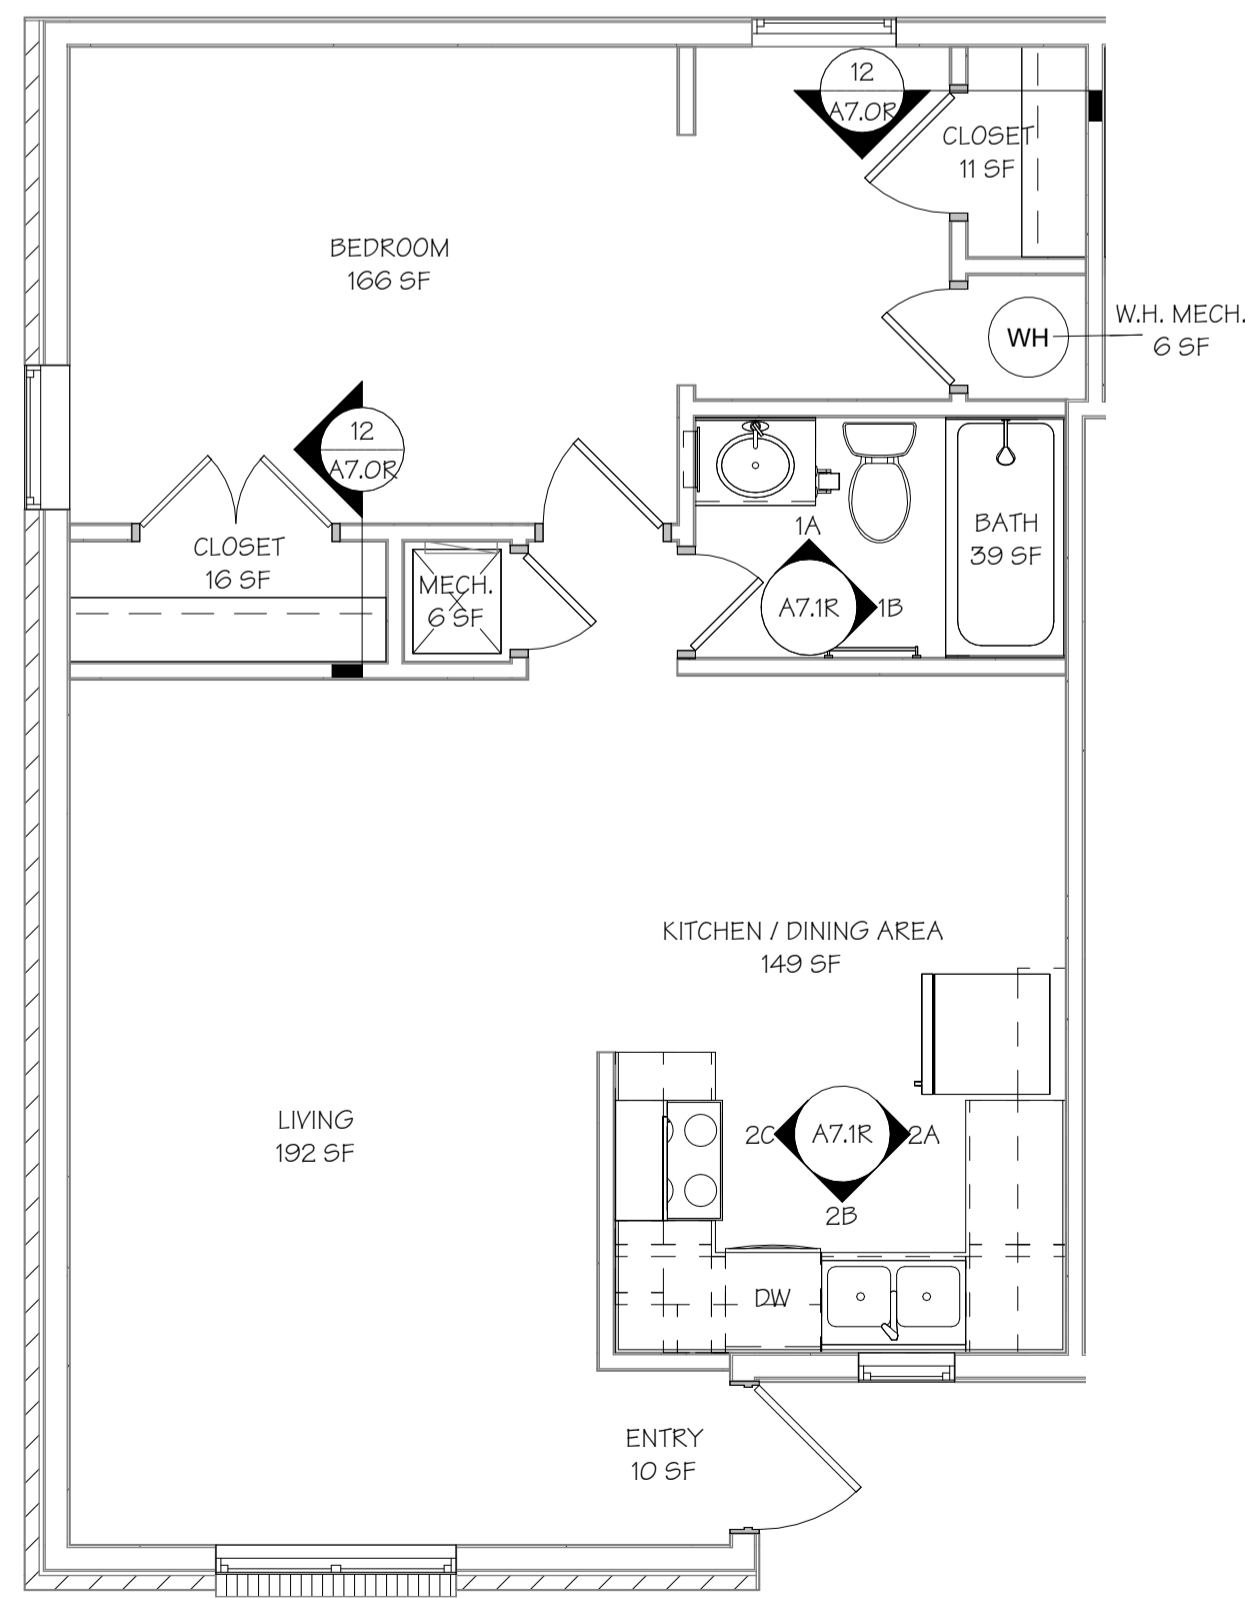 12
A7.0R
CLOSET
11 SF
BEDROOM
166 SF
W.H. MECH.
6 SF
WH
12
A7.0R
CLOSET
16 SF
MECH.
6 SF
BATH
39 SF
1A
A7.1R
1B
KITCHEN / DINING AREA
149 SF
LIVING
192 SF
2C
A7.1R
2A
2B
DW
ENTRY
10 SF